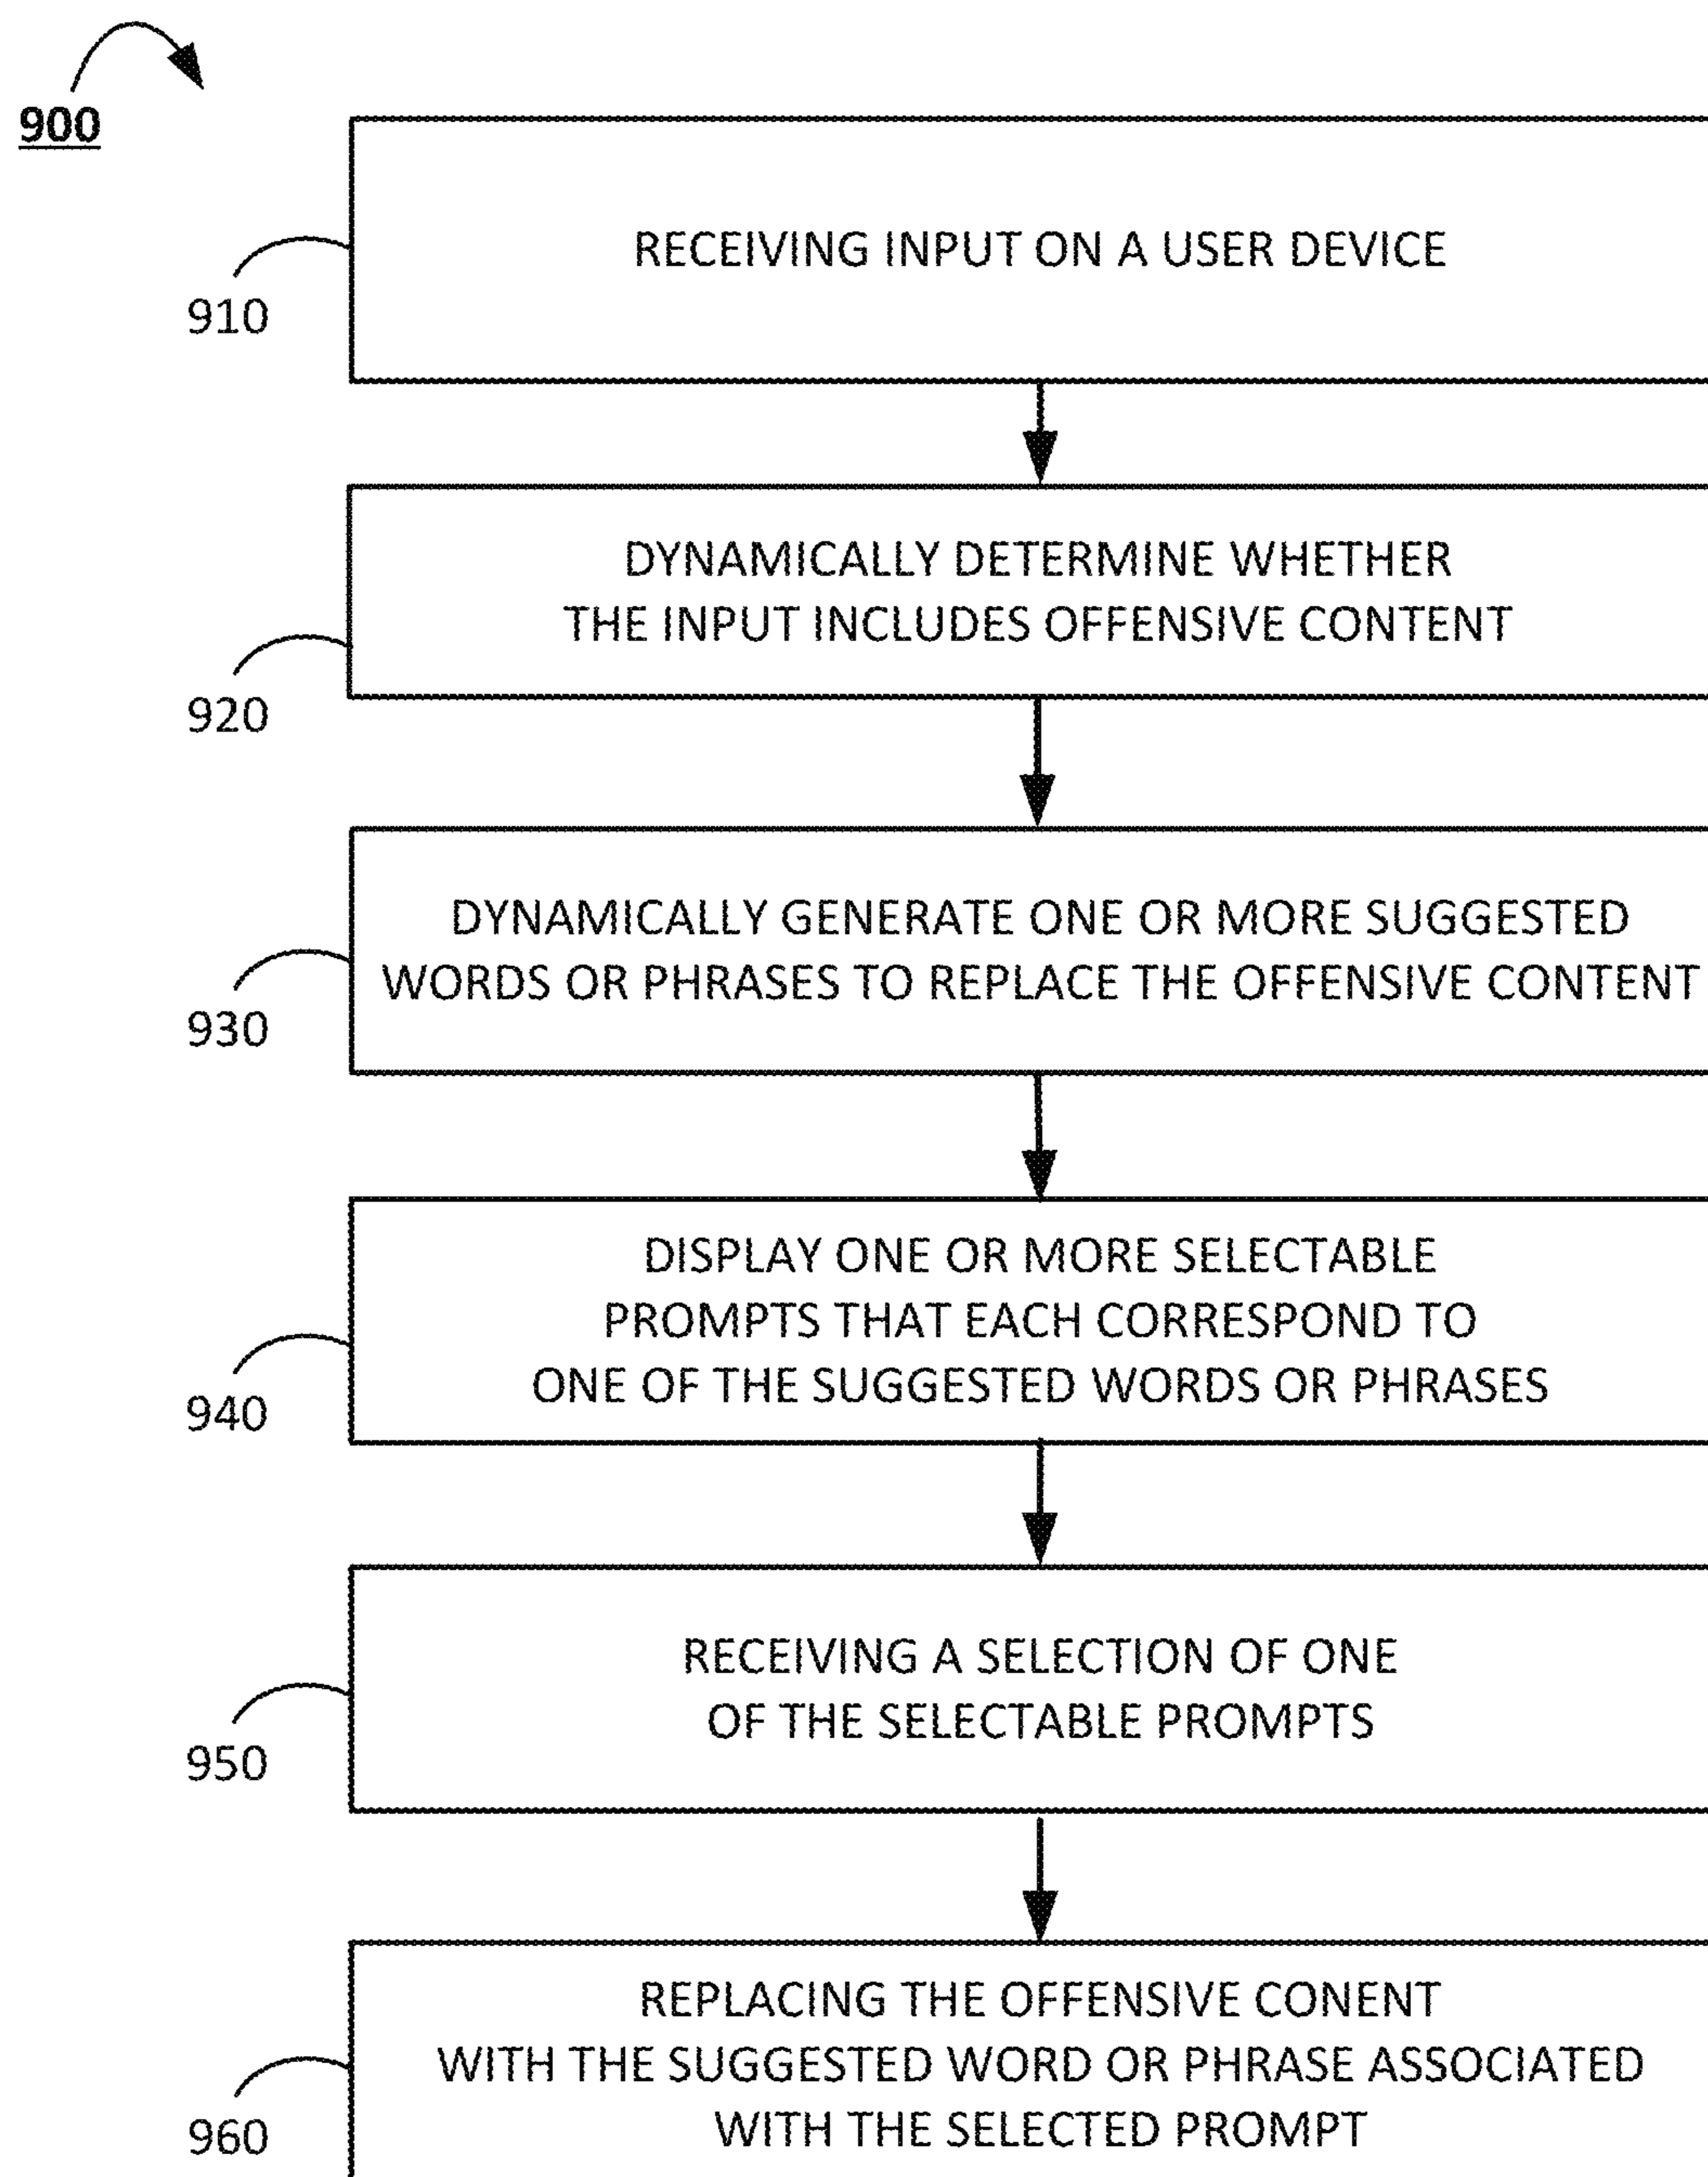 900
RECEIVING INPUT ON A USER DEVICE
910
DYNAMICALLY DETERMINE WHETHER
THE INPUT INCLUDES OFFENSIVE CONTENT
920
DYNAMICALLY GENERATE ONE OR MORE SUGGESTED
WORDS OR PHRASES TO REPLACE THE OFFENSIVE CONTENT
930
DISPLAY ONE OR MORE SELECTABLE
PROMPTS THAT EACH CORRESPOND TO
ONE OF THE SUGGESTED WORDS OR PHRASES
940
RECEIVING A SELECTION OF ONE
OF THE SELECTABLE PROMPTS
950
REPLACING THE OFFENSIVE CONENT
WITH THE SUGGESTED WORD OR PHRASE ASSOCIATED
WITH THE SELECTED PROMPT
960